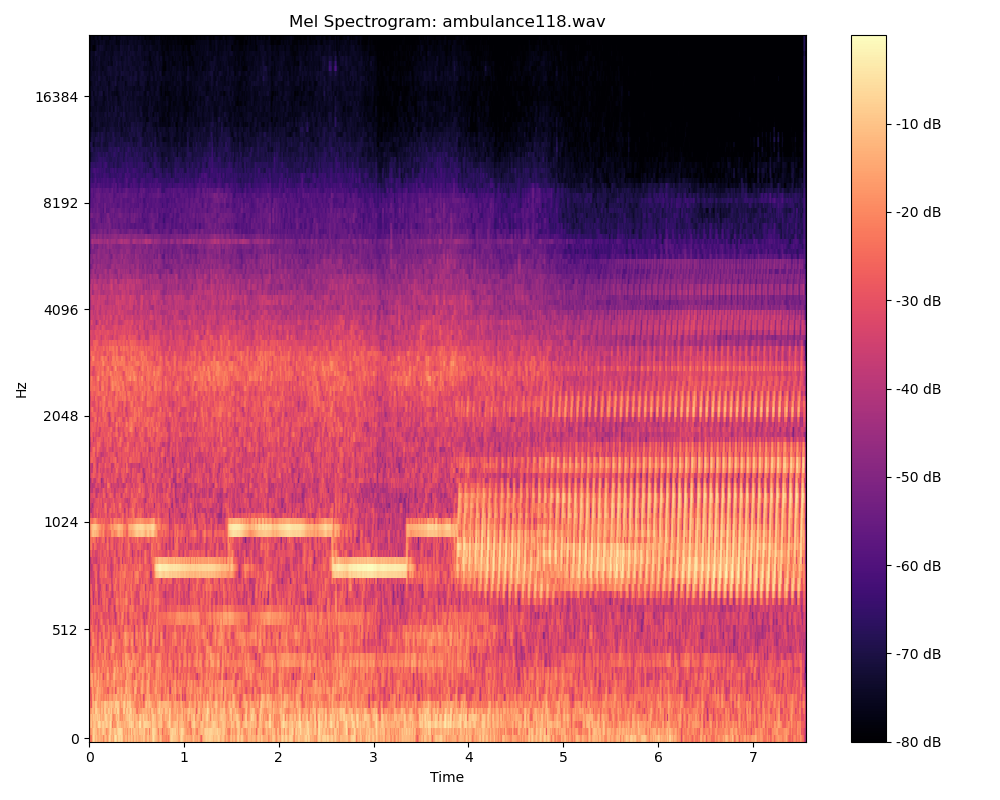 Mel Spectrogram: ambulance118.wav
16384
8192
4096
2048
1024
512
0
Hz
0 1 2 3 4 5 6 7
Time
-10 dB
-20 dB
-30 dB
-40 dB
-50 dB
-60 dB
-70 dB
-80 dB